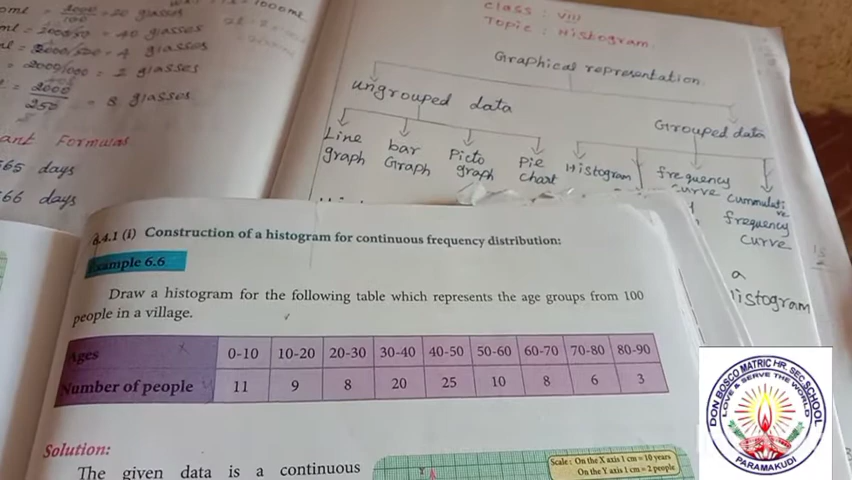 = 2000/100 = 20 glasses
= 2000/50 = 40 glasses
= 2000/500 = 4 glasses
= 2000/1000 = 2 glasses
= 2000/250 = 8 glasses
Formulas
365 days
366 days
Class : VIII
Topic : Histogram
Graphical representation
ungrouped data
Grouped data
Line graph
bar Graph
Picto graph
Pie chart
Histogram
frequency curve
cummulative frequency curve
a
Histogram
6.4.1 (i) Construction of a histogram for continuous frequency distribution:
Example 6.6
Draw a histogram for the following table which represents the age groups from 100
people in a village.
Ages 0-10 10-20 20-30 30-40 40-50 50-60 60-70 70-80 80-90
Number of people 11 9 8 20 25 10 8 6 3
Solution:
The given data is a continuous
Y
Scale : On the X axis 1 cm = 10 years
On the Y axis 1 cm = 2 people
DON BOSCO MATRIC HR. SEC. SCHOOL
LOVE & SERVE THE WORLD
PARAMAKUDI